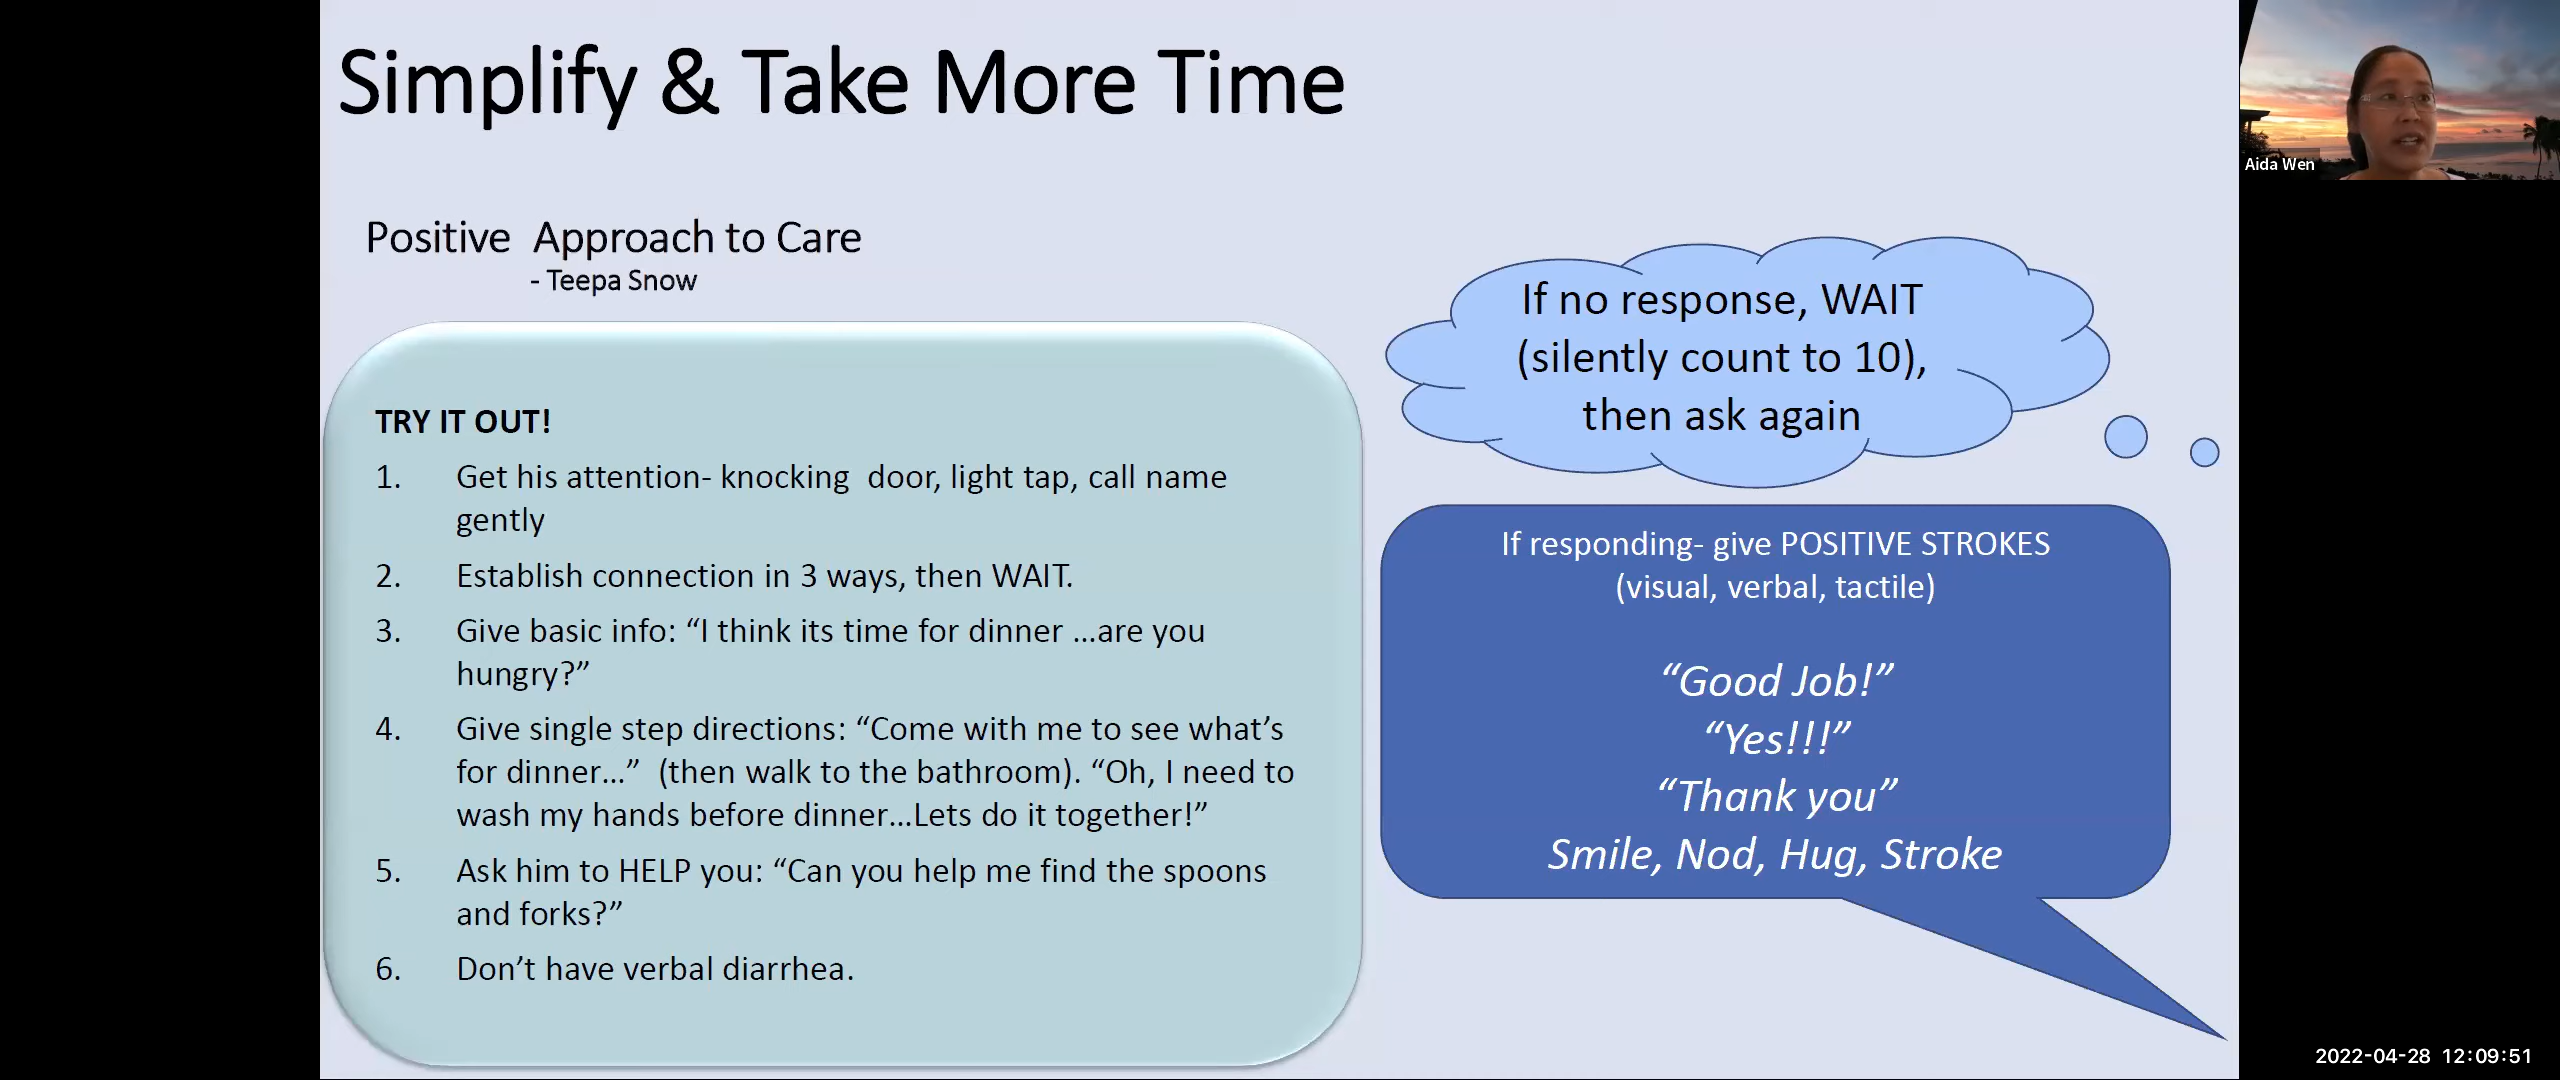 Simplify & Take More Time
Positive  Approach to Care
- Teepa Snow
TRY IT OUT!
1. Get his attention- knocking  door, light tap, call name
gently
2. Establish connection in 3 ways, then WAIT.
3. Give basic info: “I think its time for dinner ...are you
hungry?”
4. Give single step directions: “Come with me to see what’s
for dinner...”  (then walk to the bathroom). “Oh, I need to
wash my hands before dinner...Lets do it together!”
5. Ask him to HELP you: “Can you help me find the spoons
and forks?”
6. Don’t have verbal diarrhea.
If no response, WAIT
(silently count to 10),
then ask again
If responding- give POSITIVE STROKES
(visual, verbal, tactile)
“Good Job!”
“Yes!!!”
“Thank you”
Smile, Nod, Hug, Stroke
Aida Wen
2022-04-28 12:09:51